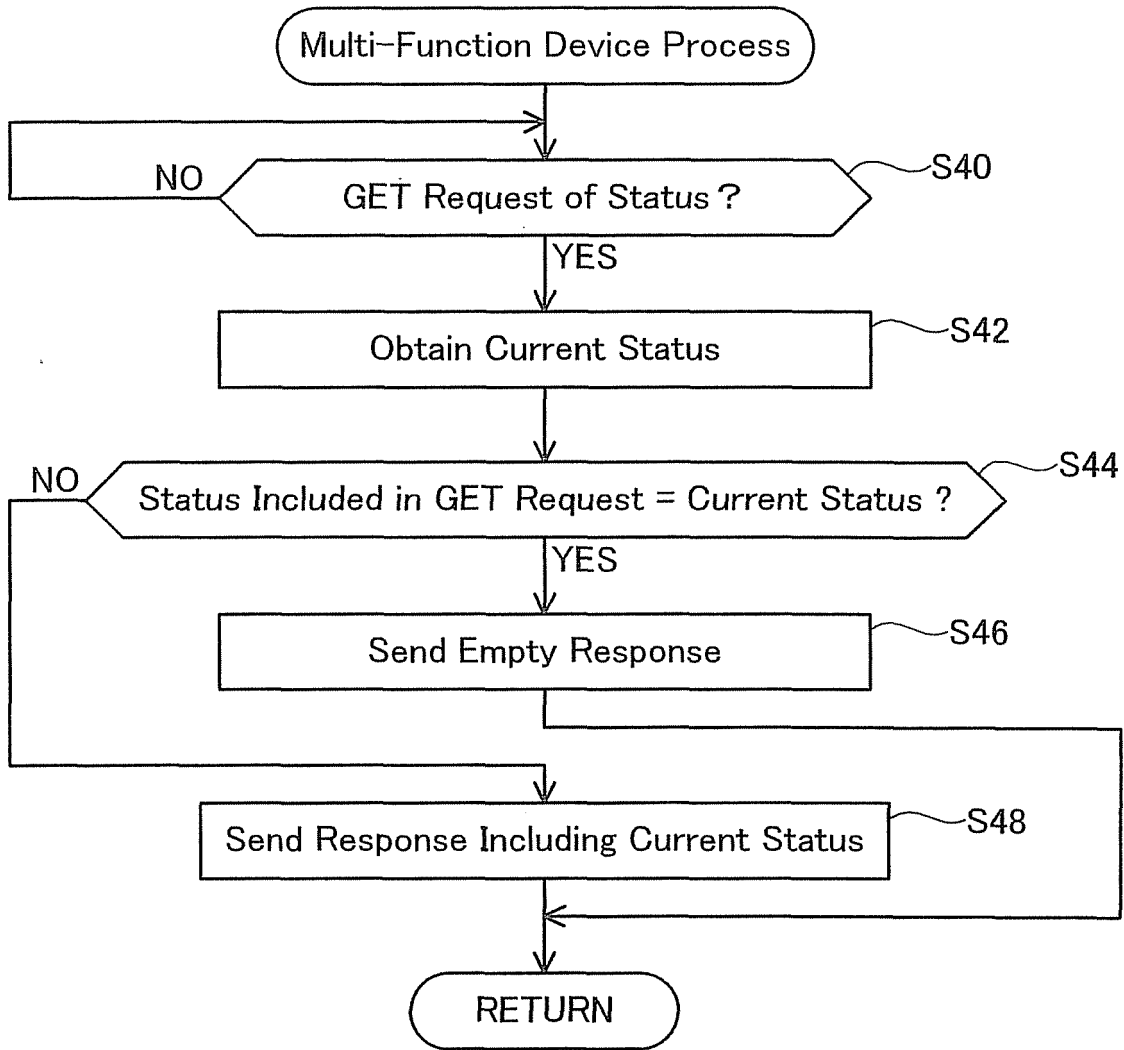 Multi-Function Device Process
NO
GET Request of Status ?
S40
YES
Obtain Current Status
S42
NO
Status Included in GET Request = Current Status ?
S44
YES
Send Empty Response
S46
Send Response Including Current Status
S48
RETURN